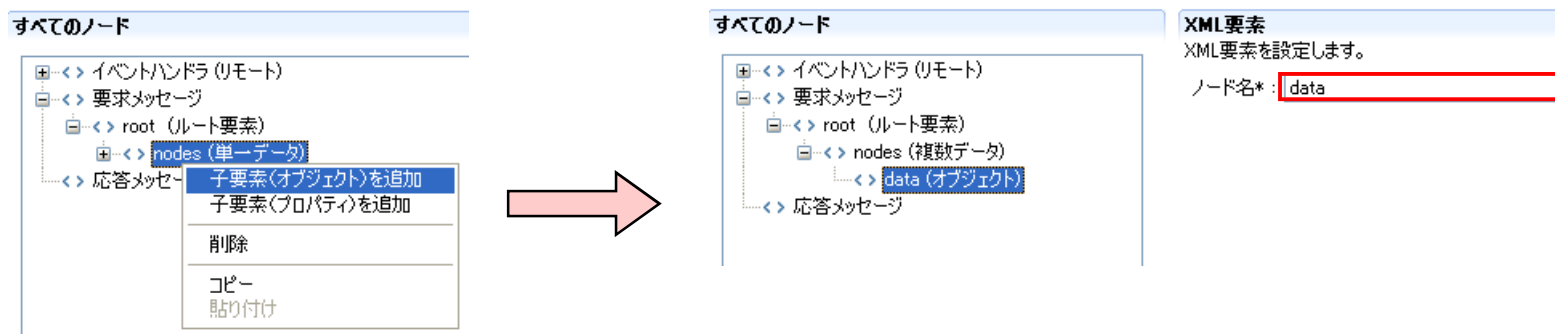 すべてのノード
イベントハンドラ (リモート)
要求メッセージ
root (ルート要素)
nodes (単一データ)
応答メッセー
子要素(オブジェクト)を追加
子要素(プロパティ)を追加
削除
コピー
貼り付け
すべてのノード
イベントハンドラ (リモート)
要求メッセージ
root (ルート要素)
nodes (複数データ)
data (オブジェクト)
応答メッセージ
XML要素
XML要素を設定します。
ノード名* : data